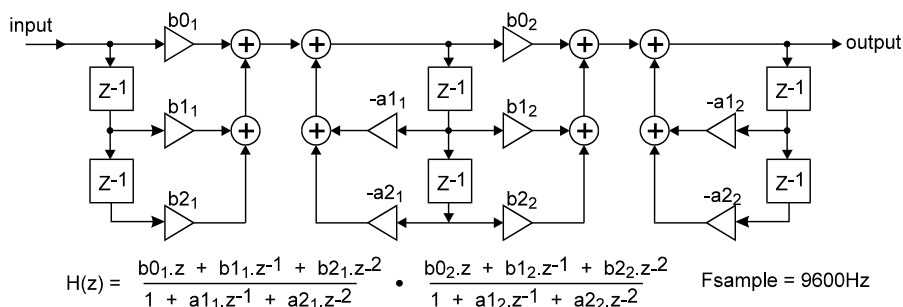 input b0₁ b0₂ output
z-1 z-1 z-1
b1₁ -a1₁ b1₂ -a1₂
z-1 z-1 z-1
b2₁ -a2₁ b2₂ -a2₂
H(z) = b0₁.z + b1₁.z-1 + b2₁.z-2 • b0₂.z + b1₂.z-1 + b2₂.z-2 Fsample = 9600Hz
1 + a1₁.z-1 + a2₁.z-2 1 + a1₂.z-1 + a2₂.z-2